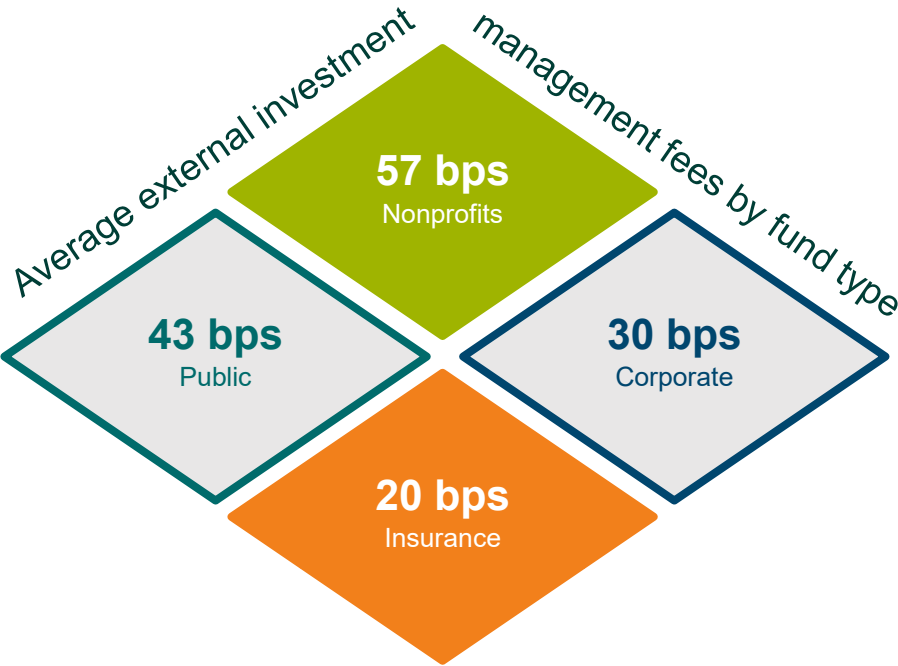 Average external investment
management fees by fund type
57 bps
Nonprofits
43 bps
Public
30 bps
Corporate
20 bps
Insurance